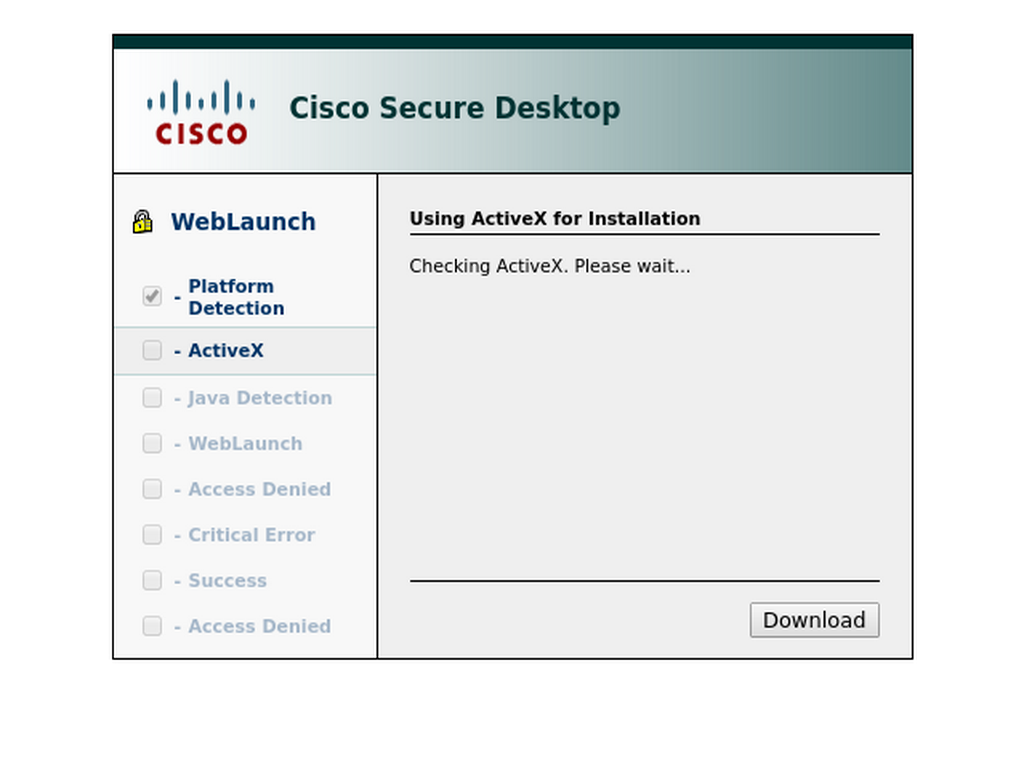 CISCO
Cisco Secure Desktop
WebLaunch
- Platform
Detection
- ActiveX
- Java Detection
- WebLaunch
- Access Denied
- Critical Error
- Success
- Access Denied
Using ActiveX for Installation
Checking ActiveX. Please wait...
Download